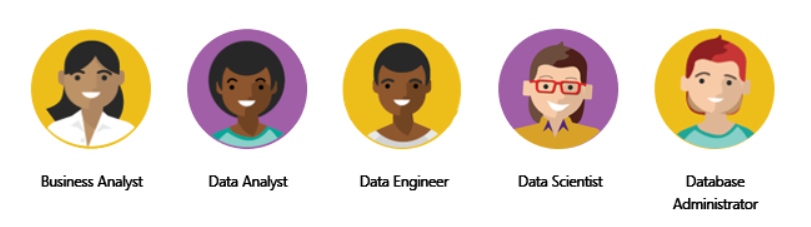 Business Analyst
Data Analyst
Data Engineer
Data Scientist
Database
Administrator